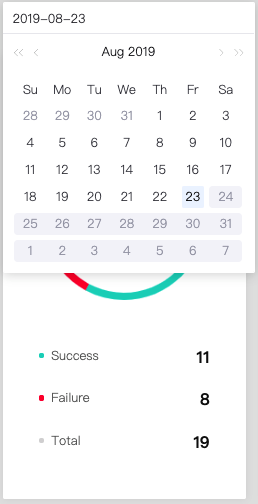 2019-08-23
Aug 2019
Su Mo Tu We Th Fr Sa
28 29 30 31 1 2 3
4 5 6 7 8 9 10
11 12 13 14 15 16 17
18 19 20 21 22 23 24
25 26 27 28 29 30 31
1 2 3 4 5 6 7
Success 11
Failure 8
Total 19